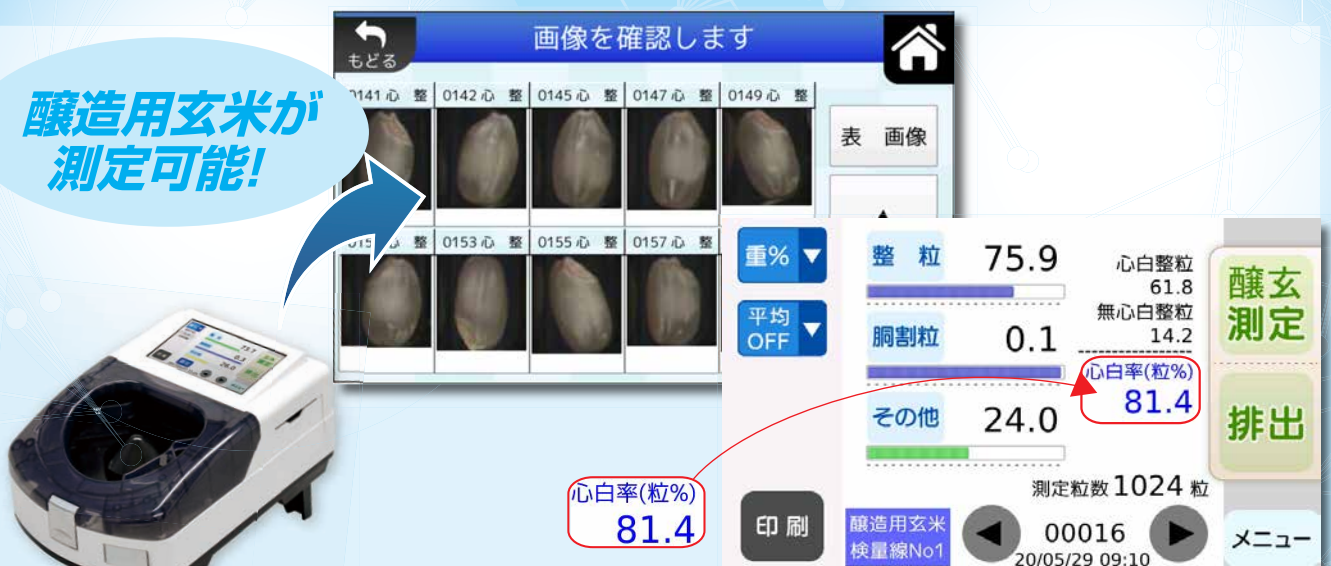 醸造用玄米が
測定可能!
もどる
画像を確認します
0141 心 整
0142 心 整
0145 心 整
0147 心 整
0149 心 整
表 画像
▲
整
0153 心 整
0155 心 整
0157 心 整
重% ▼
平均
OFF ▼
整 粒 75.9
胴割粒 0.1
その他 24.0
心白整粒
61.8
無心白整粒
14.2
心白率(粒%)
81.4
測定粒数 1024 粒
醸玄
測定
排出
心白率(粒%)
81.4
印刷
醸造用玄米
検量線No1
◀ 00016 ▶
20/05/29 09:10
メニュー